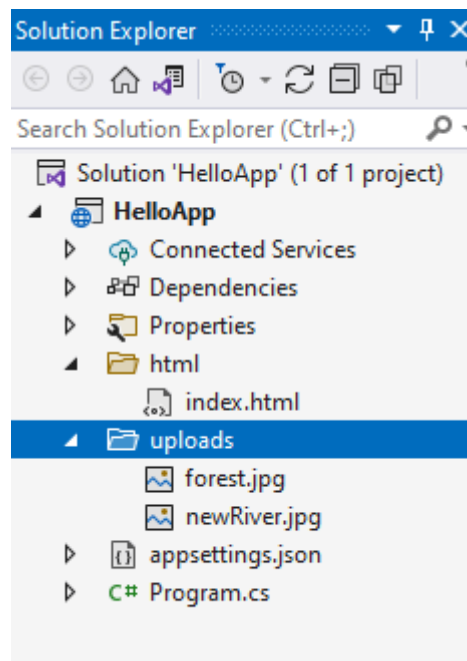 Solution Explorer
Search Solution Explorer (Ctrl+;)
Solution 'HelloApp' (1 of 1 project)
HelloApp
Connected Services
Dependencies
Properties
html
index.html
uploads
forest.jpg
newRiver.jpg
appsettings.json
C# Program.cs